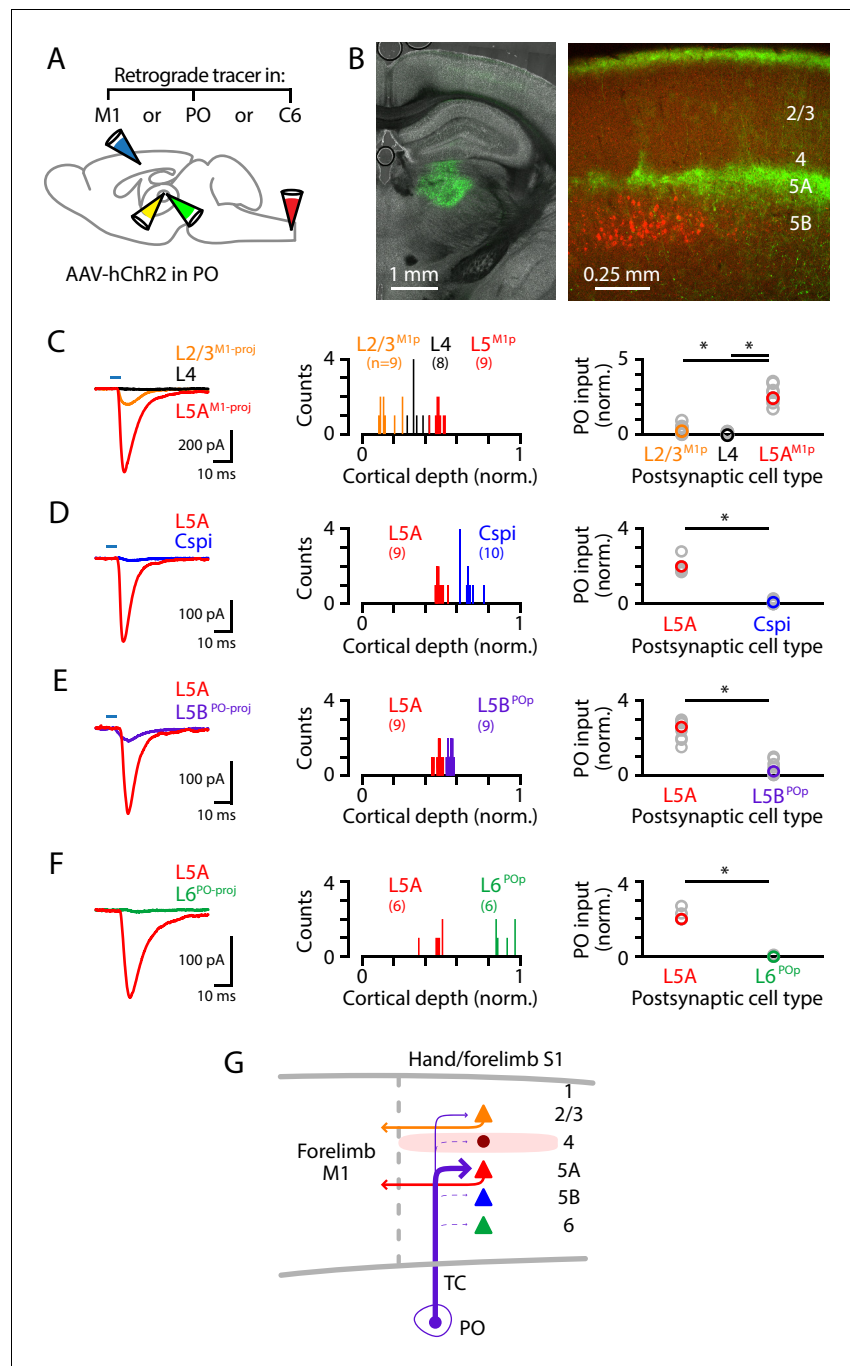 A
Retrograde tracer in:
M1 or PO or C6
AAV-hChR2 in PO
B
1 mm
2/3
4
5A
5B
0.25 mm
C
L2/3M1-proj
L4
L5AM1-proj
200 pA
10 ms
L2/3M1p L4 L5M1p
(n=9) (8) (9)
4
Counts
0
0 1
Cortical depth (norm.)
* *
5
PO input
(norm.)
0
L2/3M1p L4 L5AM1p
Postsynaptic cell type
D
L5A
Cspi
100 pA
10 ms
L5A Cspi
(9) (10)
4
Counts
0
0 1
Cortical depth (norm.)
*
4
PO input
(norm.)
0
L5A Cspi
Postsynaptic cell type
E
L5A
L5BPO-proj
100 pA
10 ms
L5A L5BPOp
(9) (9)
4
Counts
0
0 1
Cortical depth (norm.)
*
4
PO input
(norm.)
0
L5A L5BPOp
Postsynaptic cell type
F
L5A
L6PO-proj
100 pA
10 ms
L5A L6POp
(6) (6)
4
Counts
0
0 1
Cortical depth (norm.)
*
4
PO input
(norm.)
0
L5A L6POp
Postsynaptic cell type
G
Hand/forelimb S1
1
2/3
4
5A
5B
6
Forelimb
M1
TC
PO